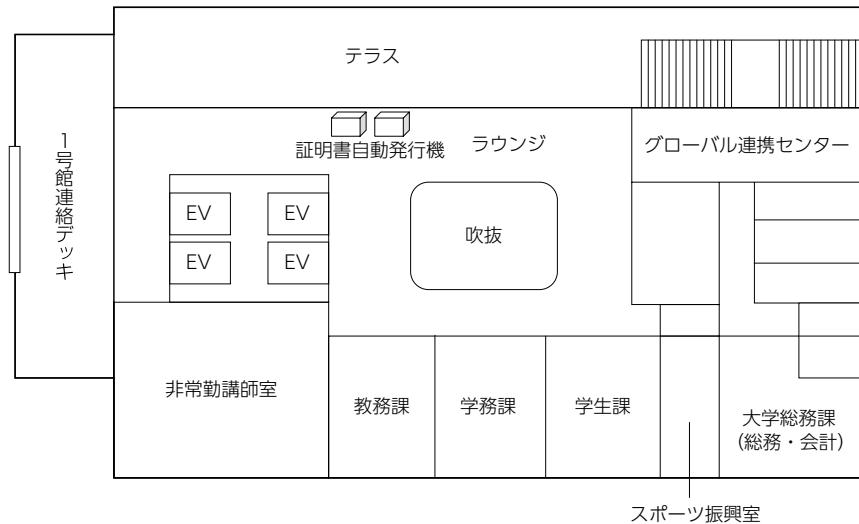 テラス
1号館連絡デッキ
証明書自動発行機
ラウンジ
グローバル連携センター
EV
EV
EV
EV
吹抜
非常勤講師室
教務課
学務課
学生課
大学総務課
（総務・会計）
スポーツ振興室